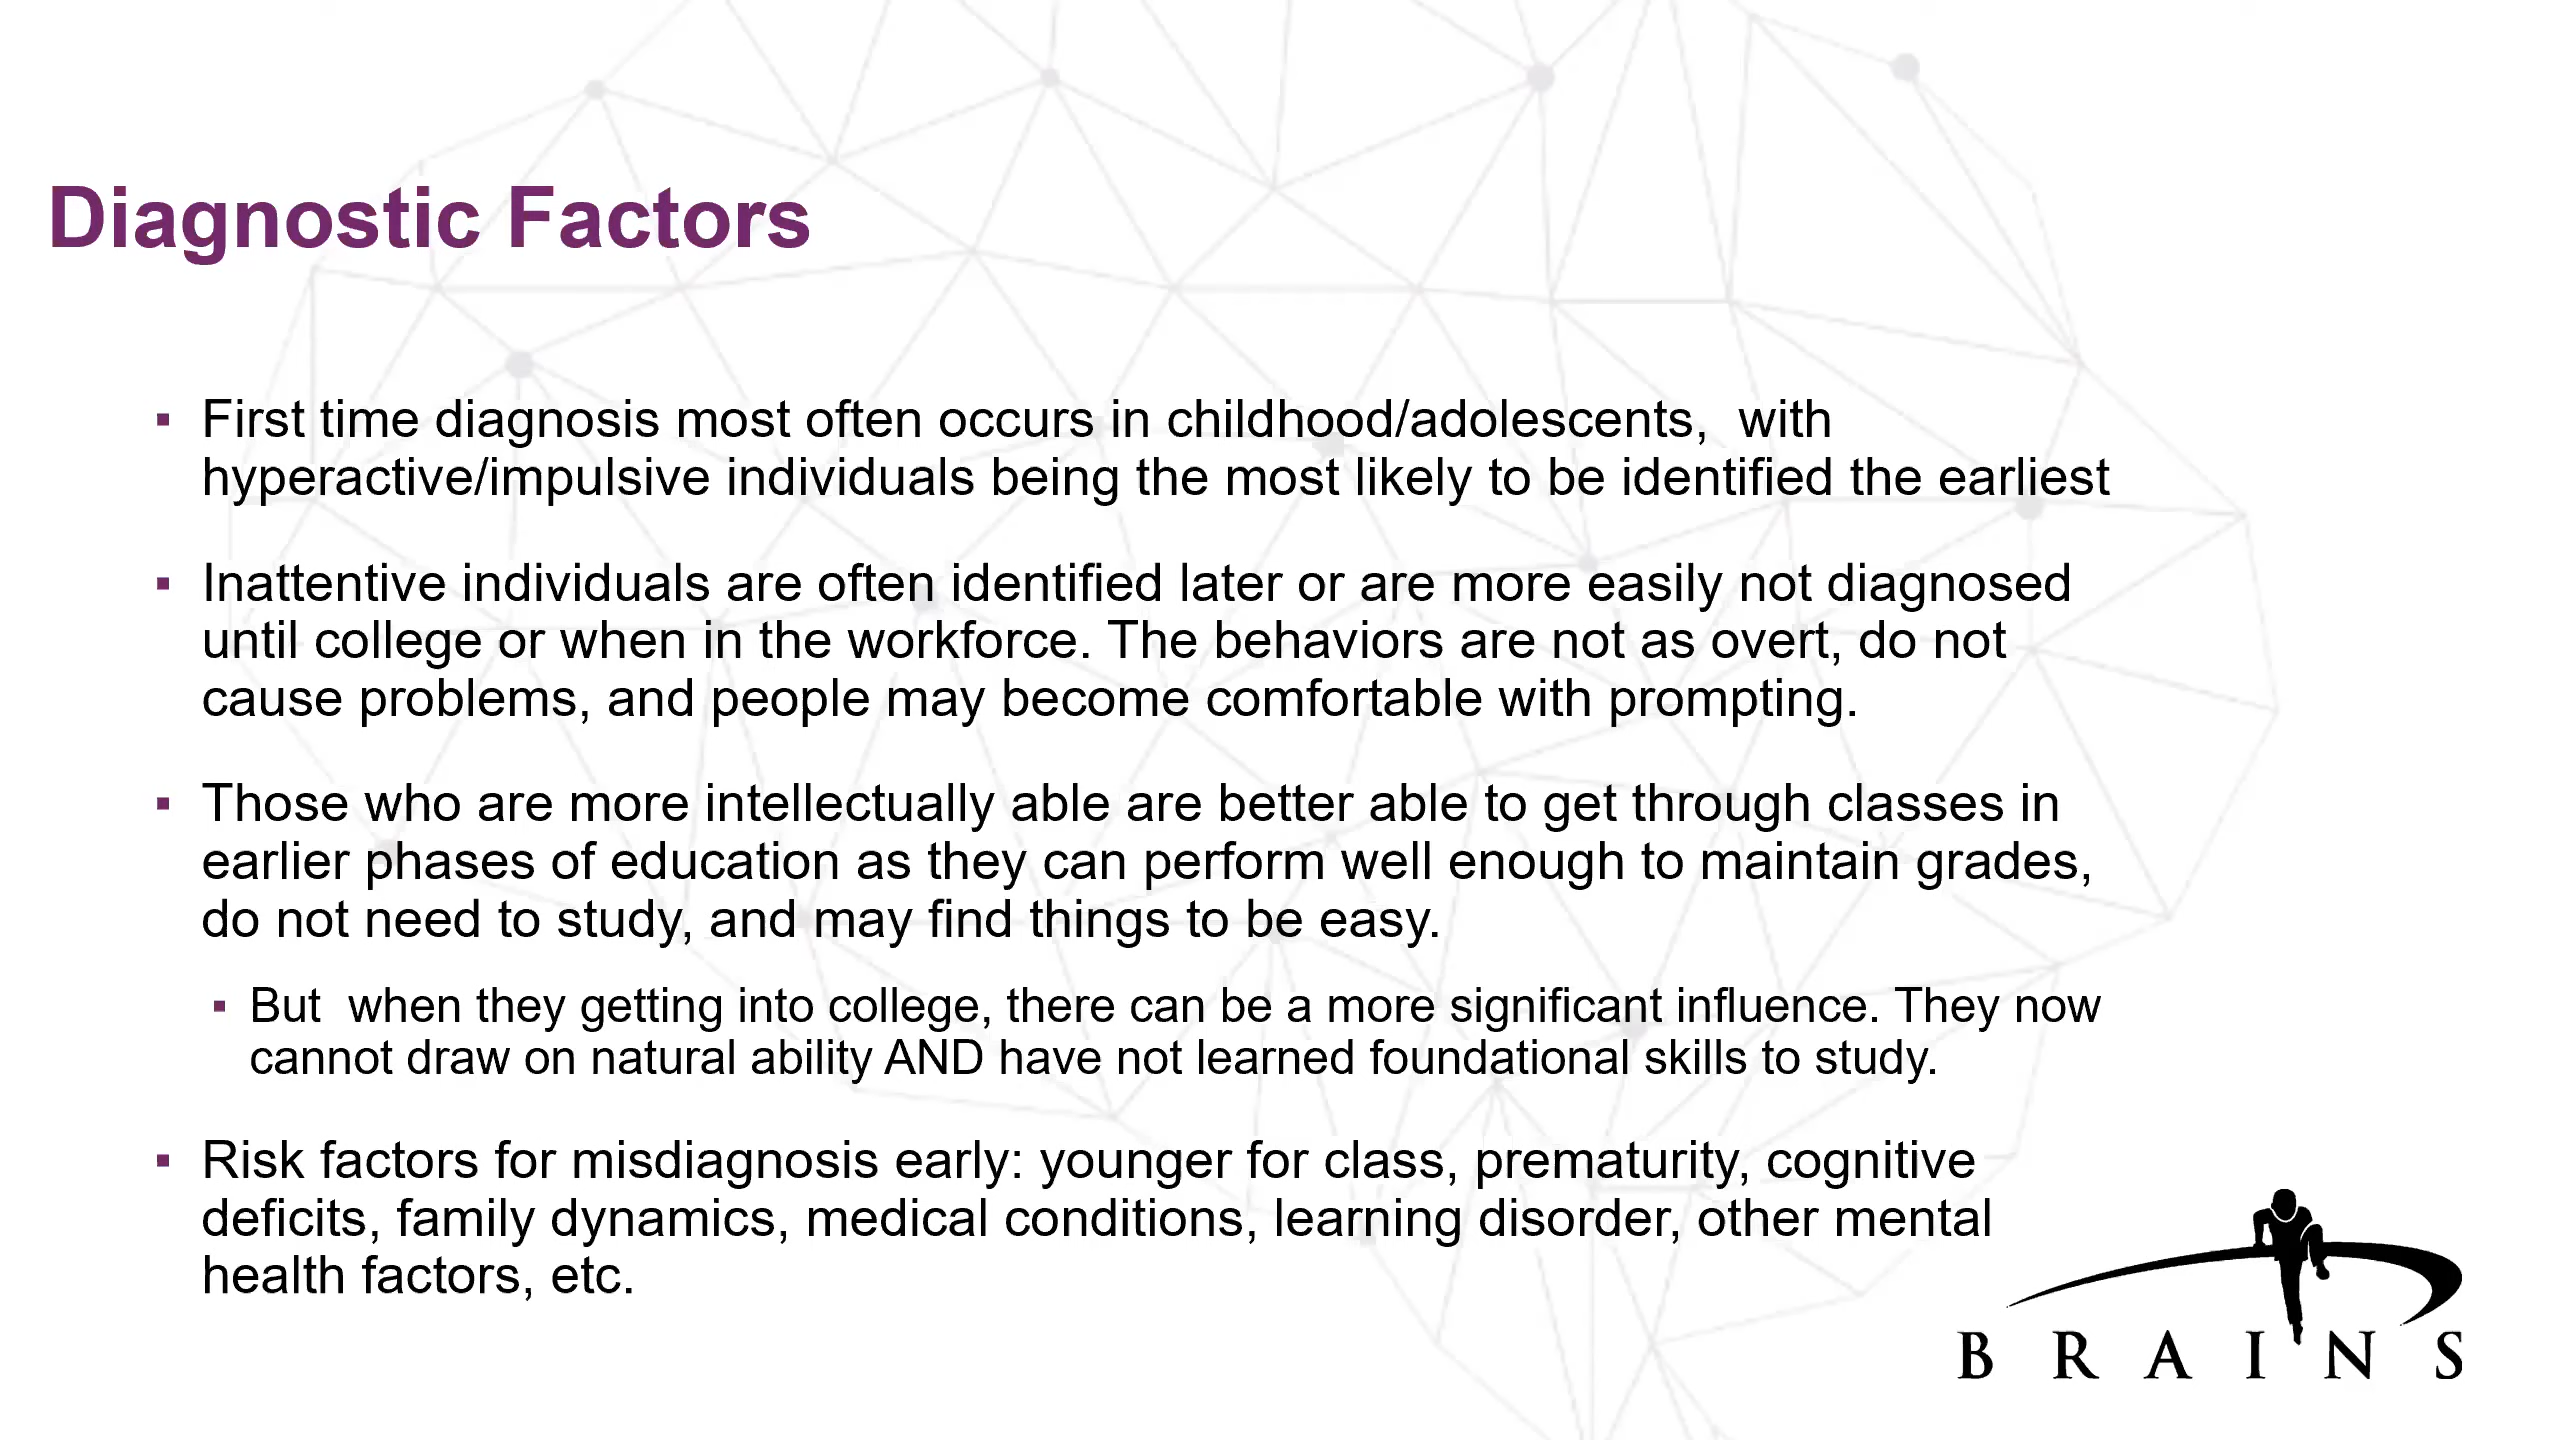 Diagnostic Factors
▪ First time diagnosis most often occurs in childhood/adolescents,  with
hyperactive/impulsive individuals being the most likely to be identified the earliest
▪ Inattentive individuals are often identified later or are more easily not diagnosed
until college or when in the workforce. The behaviors are not as overt, do not
cause problems, and people may become comfortable with prompting.
▪ Those who are more intellectually able are better able to get through classes in
earlier phases of education as they can perform well enough to maintain grades,
do not need to study, and may find things to be easy.
▪ But  when they getting into college, there can be a more significant influence. They now
cannot draw on natural ability AND have not learned foundational skills to study.
▪ Risk factors for misdiagnosis early: younger for class, prematurity, cognitive
deficits, family dynamics, medical conditions, learning disorder, other mental
health factors, etc.
BRAINS